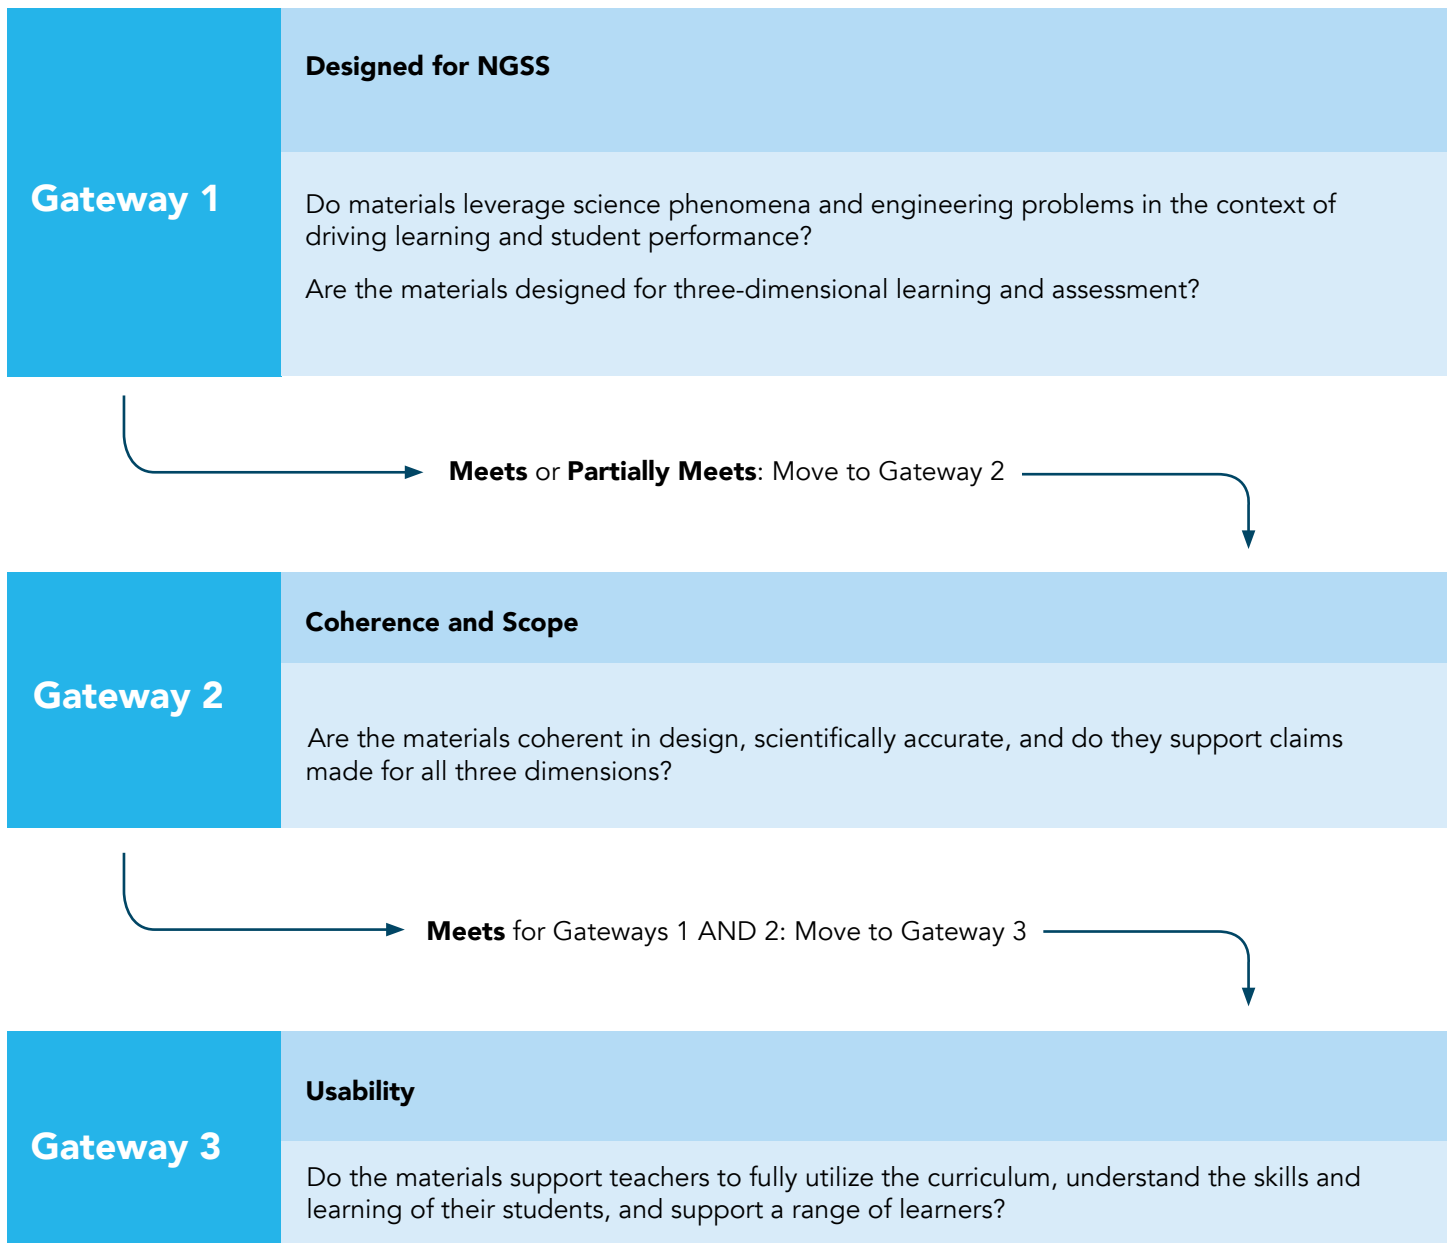 Gateway 1
Designed for NGSS
Do materials leverage science phenomena and engineering problems in the context of
driving learning and student performance?
Are the materials designed for three-dimensional learning and assessment?
Meets or Partially Meets: Move to Gateway 2
Gateway 2
Coherence and Scope
Are the materials coherent in design, scientifically accurate, and do they support claims
made for all three dimensions?
Meets for Gateways 1 AND 2: Move to Gateway 3
Gateway 3
Usability
Do the materials support teachers to fully utilize the curriculum, understand the skills and
learning of their students, and support a range of learners?